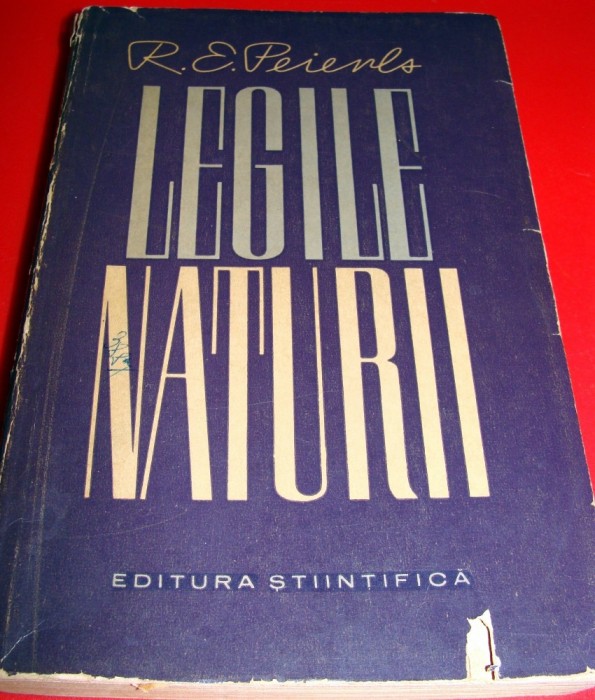 R. E. Peierls
LEGILE
NATURII
EDITURA ȘTIINȚIFICĂ